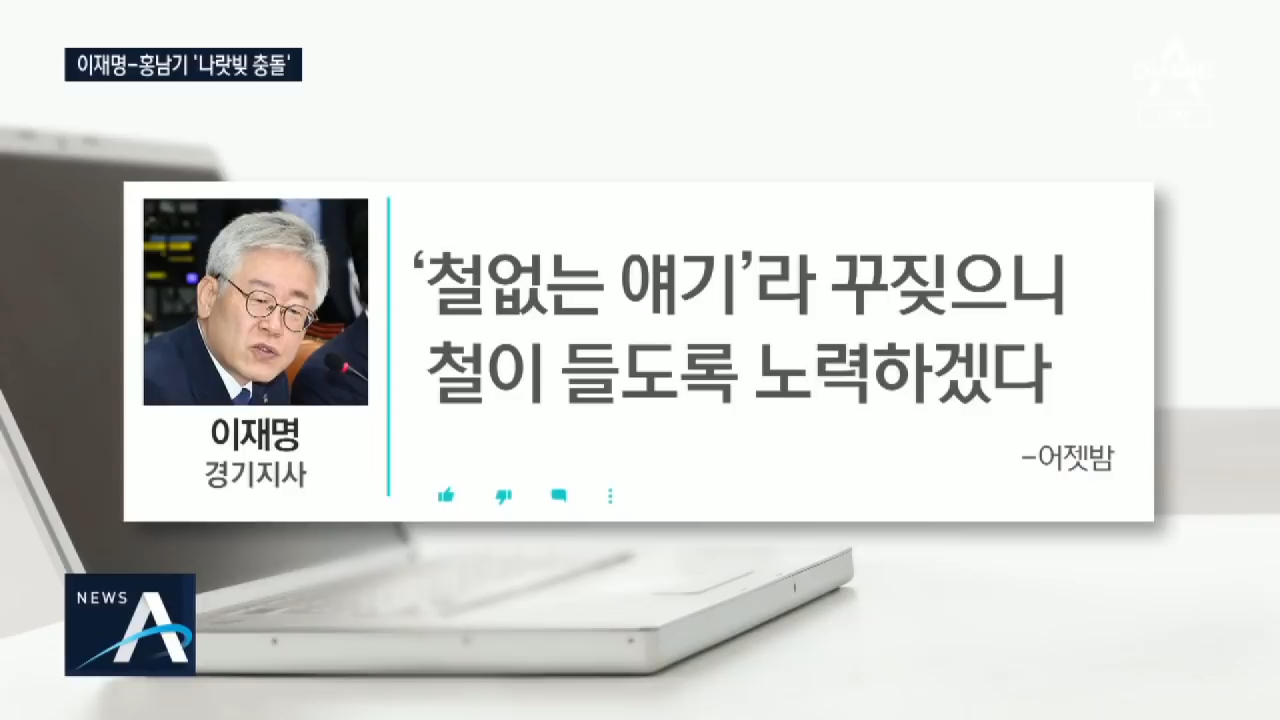 이재명-홍남기 '나랏빚 충돌'
'철없는 얘기'라 꾸짖으니
철이 들도록 노력하겠다
-어젯밤
이재명
경기지사
NEWS A